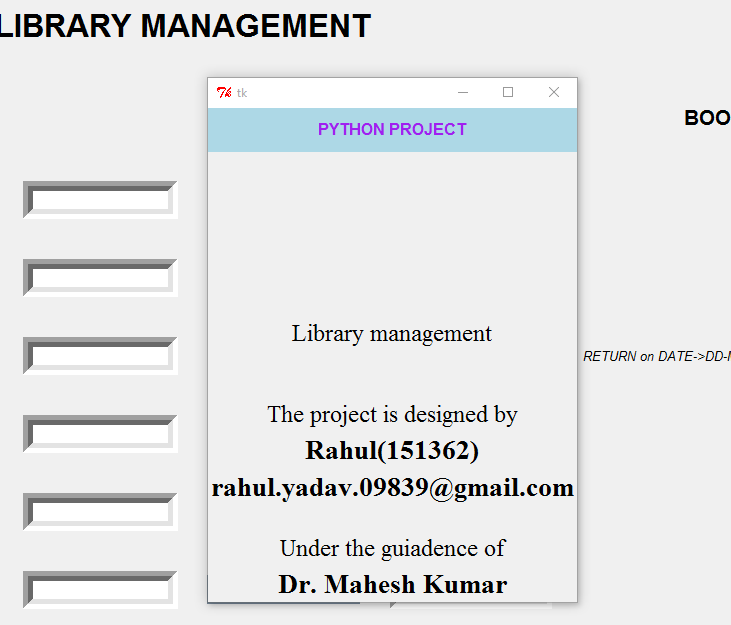 LIBRARY MANAGEMENT
tk
PYTHON PROJECT
BOO
Library management
RETURN on DATE->DD-
The project is designed by
Rahul(151362)
rahul.yadav.09839@gmail.com
Under the guiadence of
Dr. Mahesh Kumar